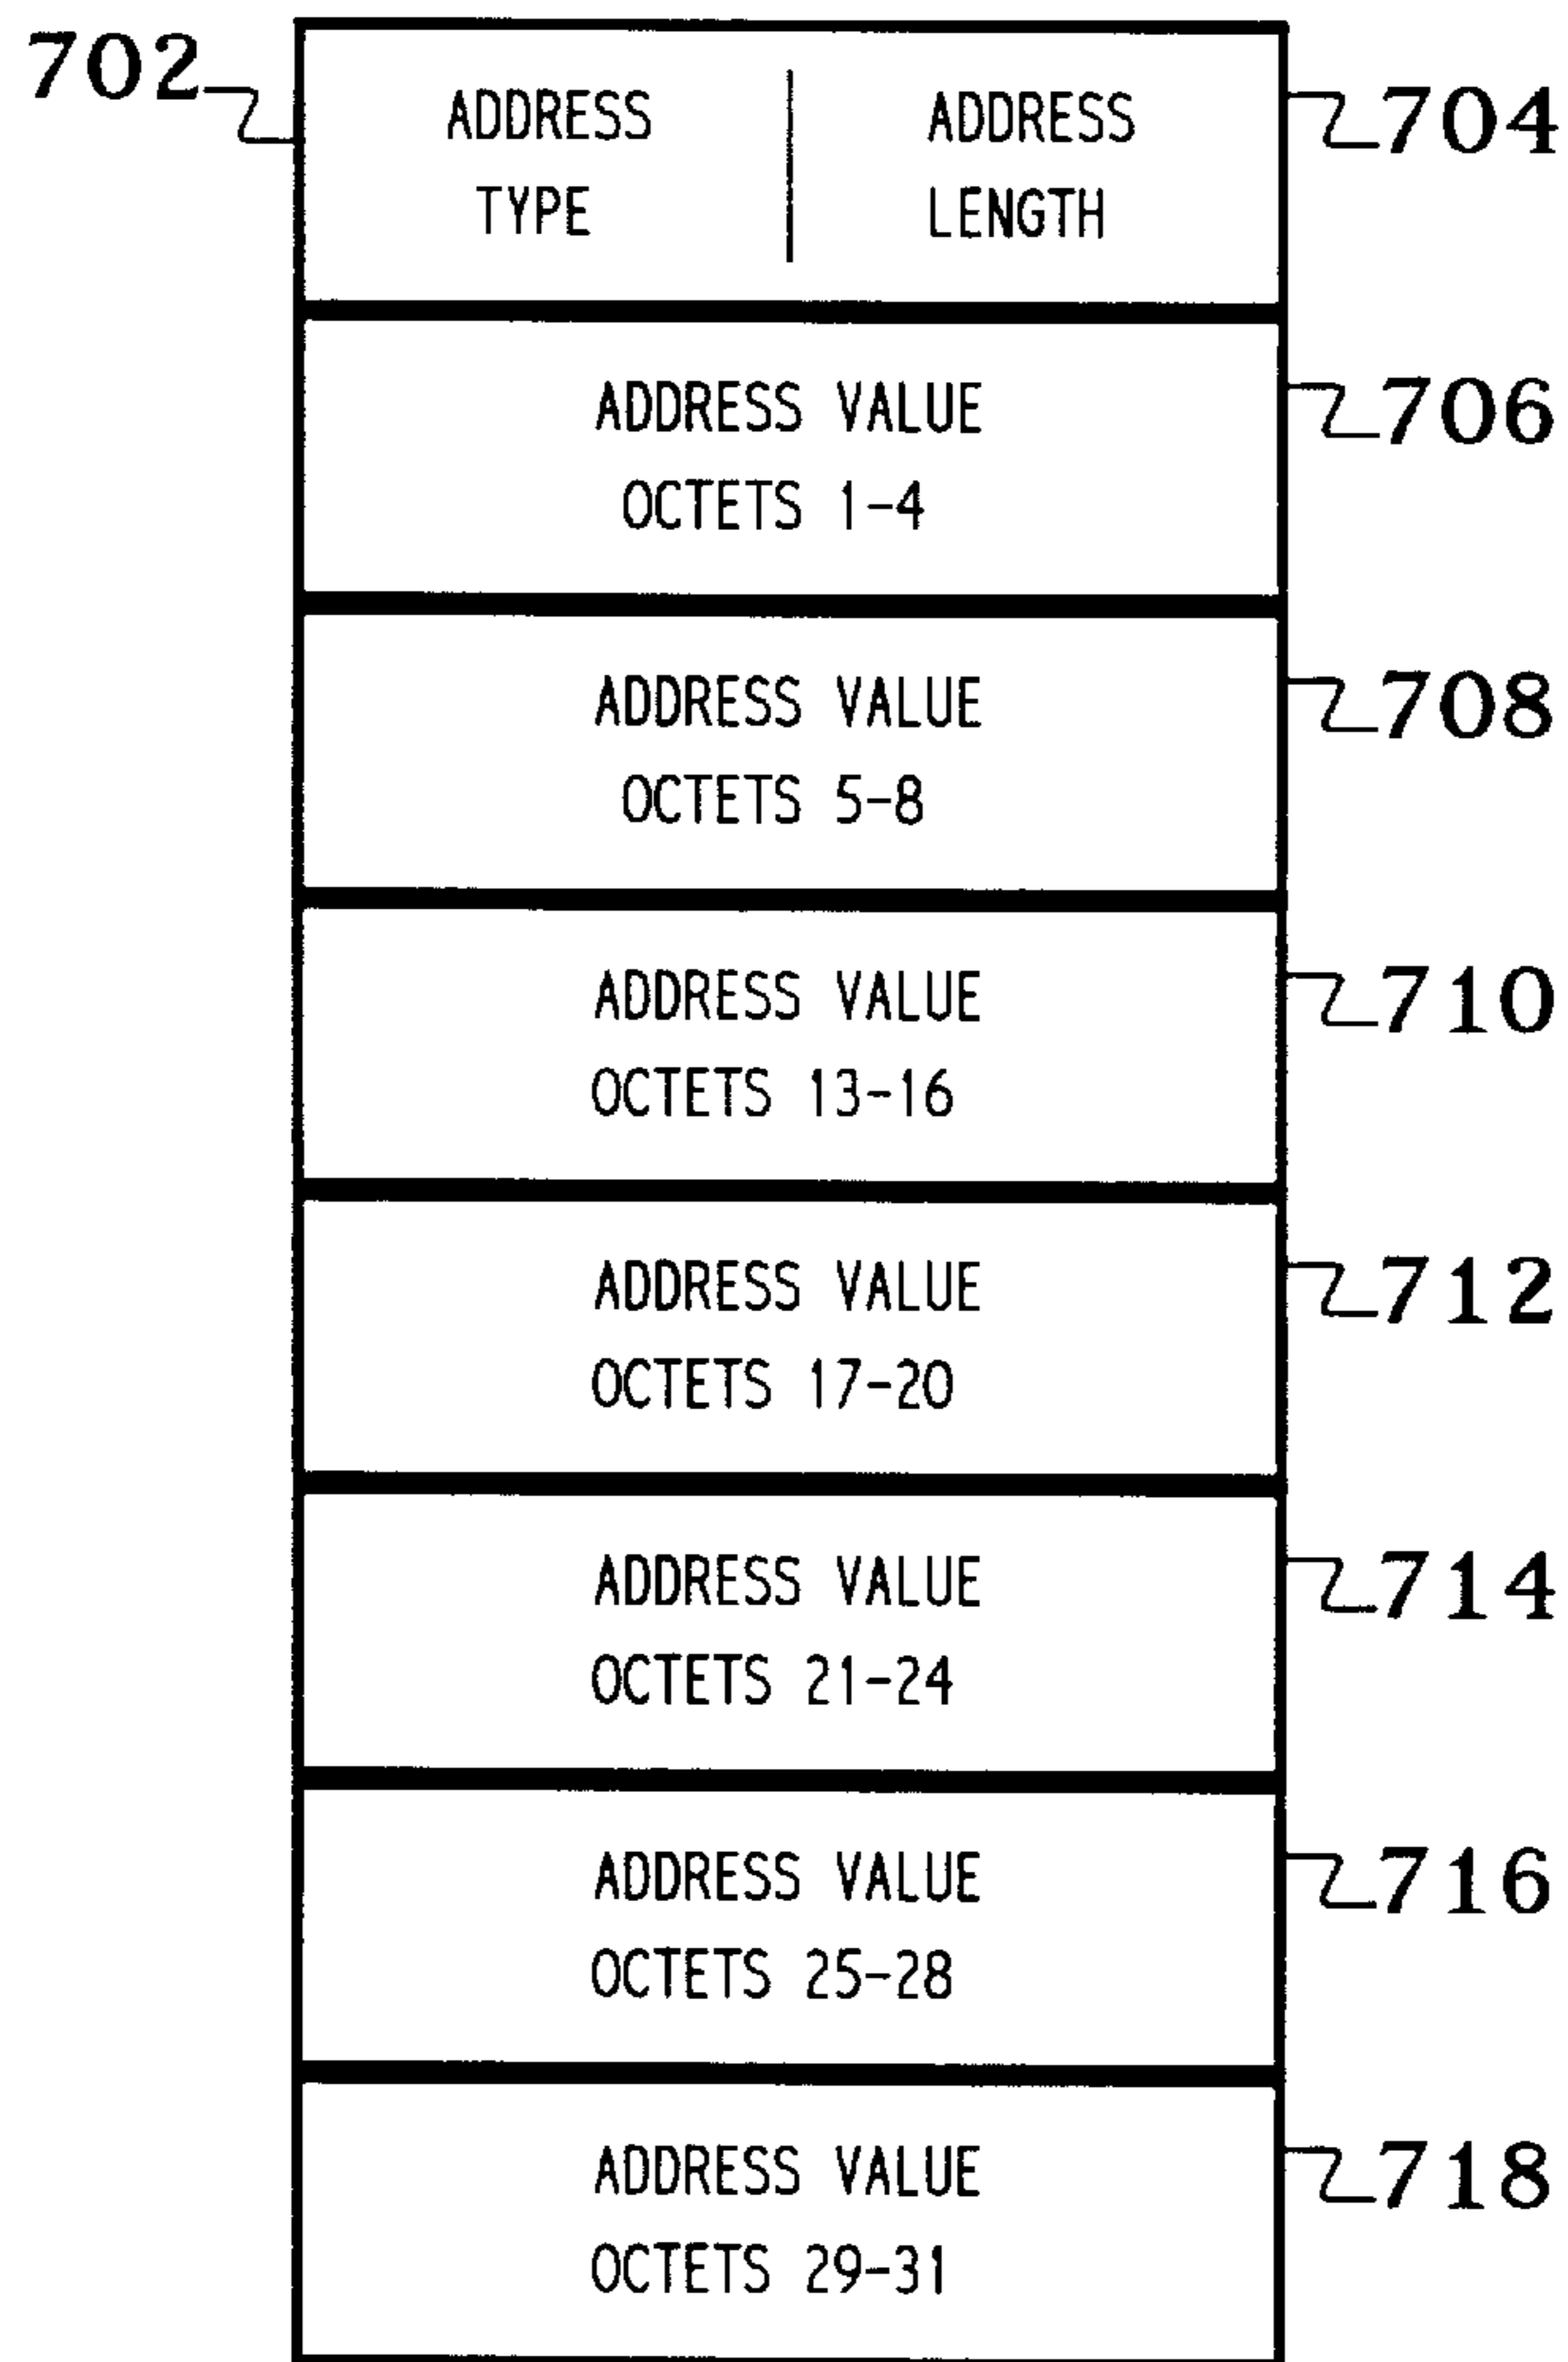 702
ADDRESS TYPE
ADDRESS LENGTH
704
ADDRESS VALUE
OCTETS 1-4
706
ADDRESS VALUE
OCTETS 5-8
708
ADDRESS VALUE
OCTETS 13-16
710
ADDRESS VALUE
OCTETS 17-20
712
ADDRESS VALUE
OCTETS 21-24
714
ADDRESS VALUE
OCTETS 25-28
716
ADDRESS VALUE
OCTETS 29-31
718